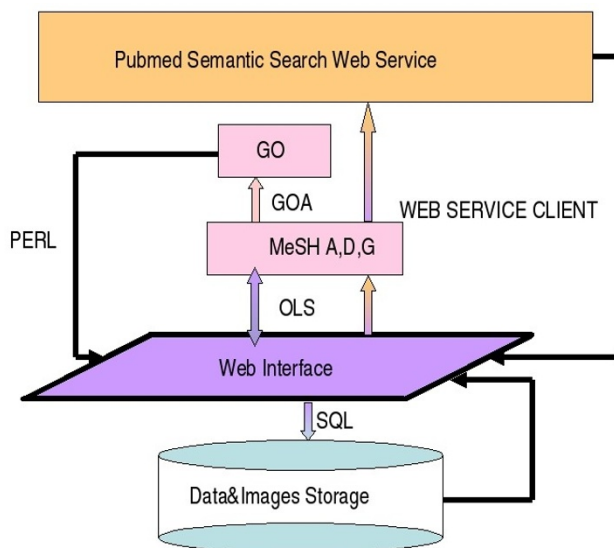 Pubmed Semantic Search Web Service
GO
GOA
WEB SERVICE CLIENT
PERL
MeSH A,D,G
OLS
Web Interface
SQL
Data&Images Storage